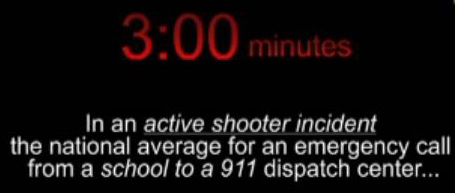 3:00 minutes
In an active shooter incident
the national average for an emergency call
from a school to a 911 dispatch center...